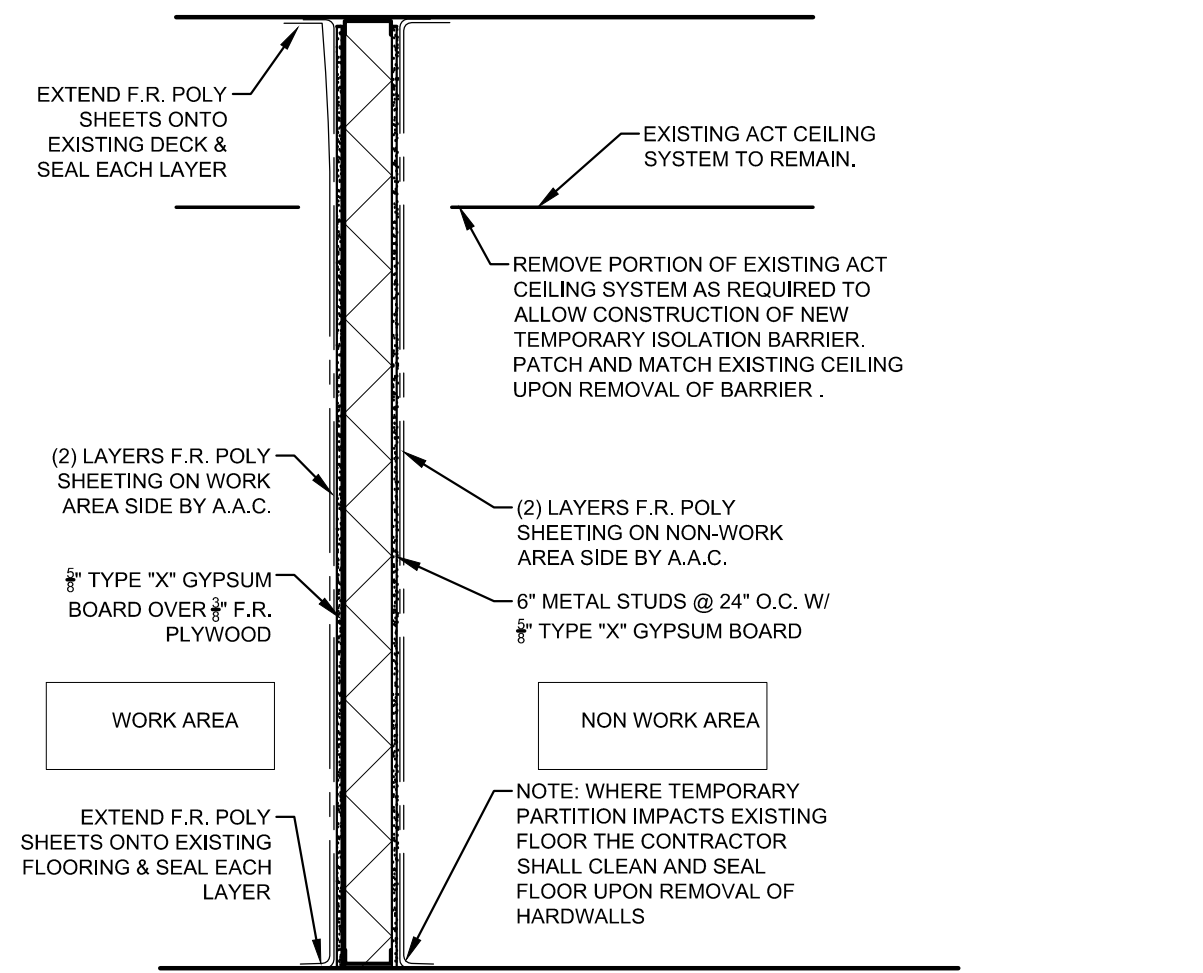 EXTEND F.R. POLY
SHEETS ONTO
EXISTING DECK &
SEAL EACH LAYER
EXISTING ACT CEILING
SYSTEM TO REMAIN.
REMOVE PORTION OF EXISTING ACT
CEILING SYSTEM AS REQUIRED TO
ALLOW CONSTRUCTION OF NEW
TEMPORARY ISOLATION BARRIER.
PATCH AND MATCH EXISTING CEILING
UPON REMOVAL OF BARRIER .
(2) LAYERS F.R. POLY
SHEETING ON WORK
AREA SIDE BY A.A.C.
(2) LAYERS F.R. POLY
SHEETING ON NON-WORK
AREA SIDE BY A.A.C.
5/8" TYPE "X" GYPSUM
BOARD OVER 3/8" F.R.
PLYWOOD
6" METAL STUDS @ 24" O.C. W/
5/8" TYPE "X" GYPSUM BOARD
WORK AREA
NON WORK AREA
EXTEND F.R. POLY
SHEETS ONTO EXISTING
FLOORING & SEAL EACH
LAYER
NOTE: WHERE TEMPORARY
PARTITION IMPACTS EXISTING
FLOOR THE CONTRACTOR
SHALL CLEAN AND SEAL
FLOOR UPON REMOVAL OF
HARDWALLS